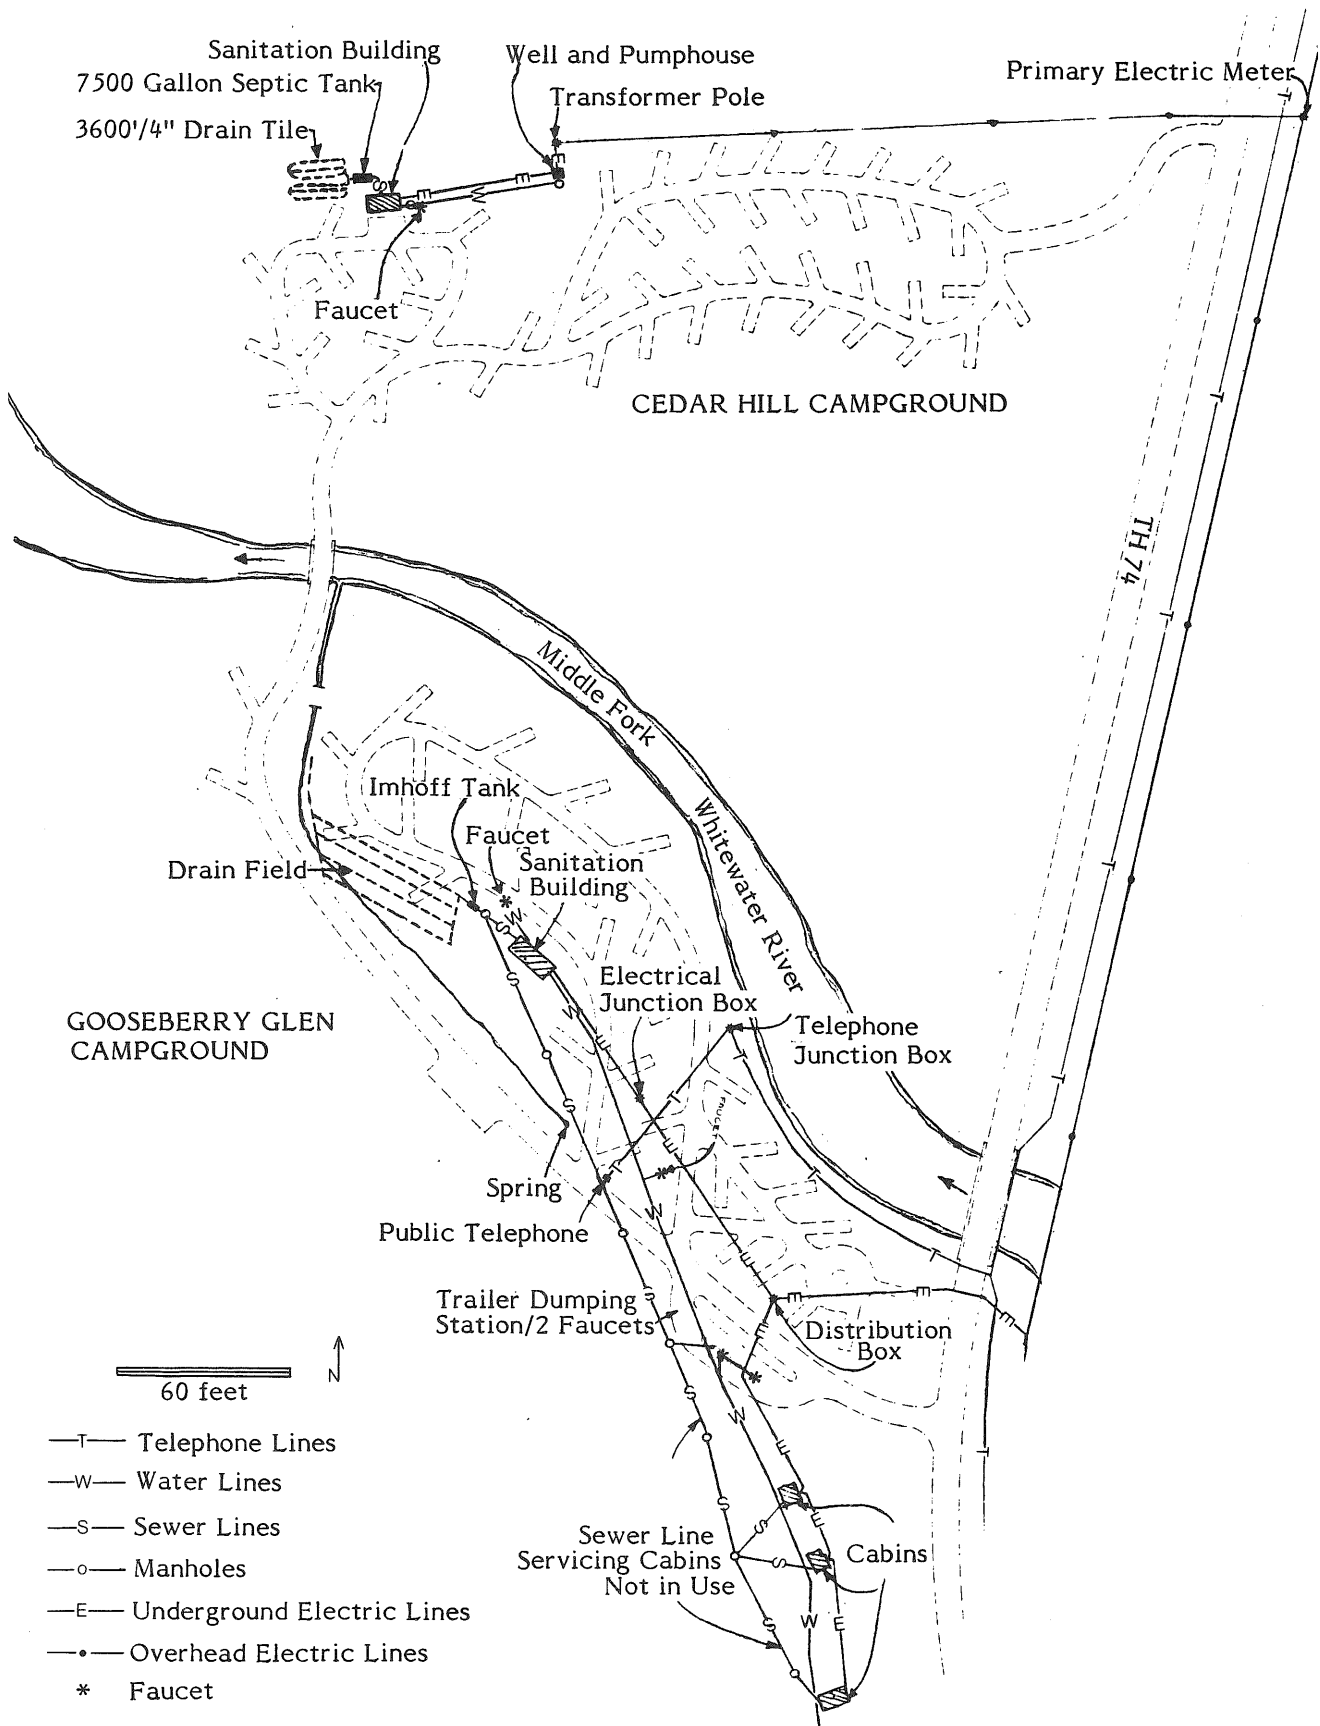 Sanitation Building
Well and Pumphouse
7500 Gallon Septic Tank
Primary Electric Meter
Transformer Pole
3600'/4" Drain Tile
T
E
S
E
E
W
Faucet
T
CEDAR HILL CAMPGROUND
TH 74
T
Middle Fork
Imhoff Tank
Whitewater River
Faucet
Sanitation
Building
T
Drain Field
W
S
S
Electrical
Junction Box
W
E
GOOSEBERRY GLEN
CAMPGROUND
Telephone
Junction Box
T
T
T
S
FAUCET
E
T
T
Spring
W
Public Telephone
T
E
S
E
E
Trailer Dumping
Station/2 Faucets
E
E
Distribution
Box
N
60 feet
S
W
E
T
T Telephone Lines
W Water Lines
S Sewer Lines
o Manholes
E Underground Electric Lines
Overhead Electric Lines
* Faucet
S
E
S
S
Sewer Line
Servicing Cabins
Not in Use
Cabins
S
W
E